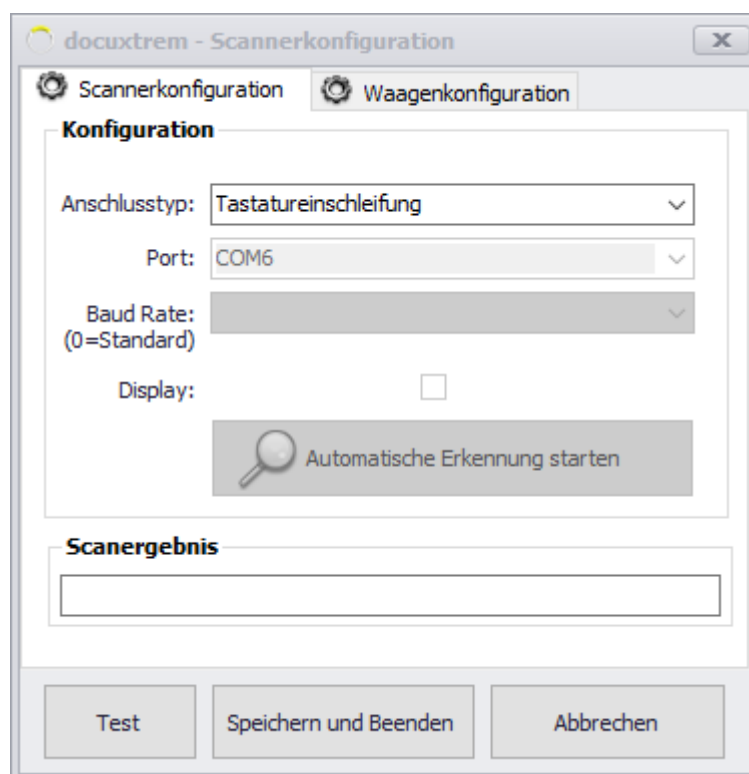 docuxtrem - Scannerkonfiguration
Scannerkonfiguration Waagenkonfiguration
Konfiguration
Anschlusstyp: Tastatureinschleifung
Port: COM6
Baud Rate:
(0=Standard)
Display:
Automatische Erkennung starten
Scanergebnis
Test Speichern und Beenden Abbrechen